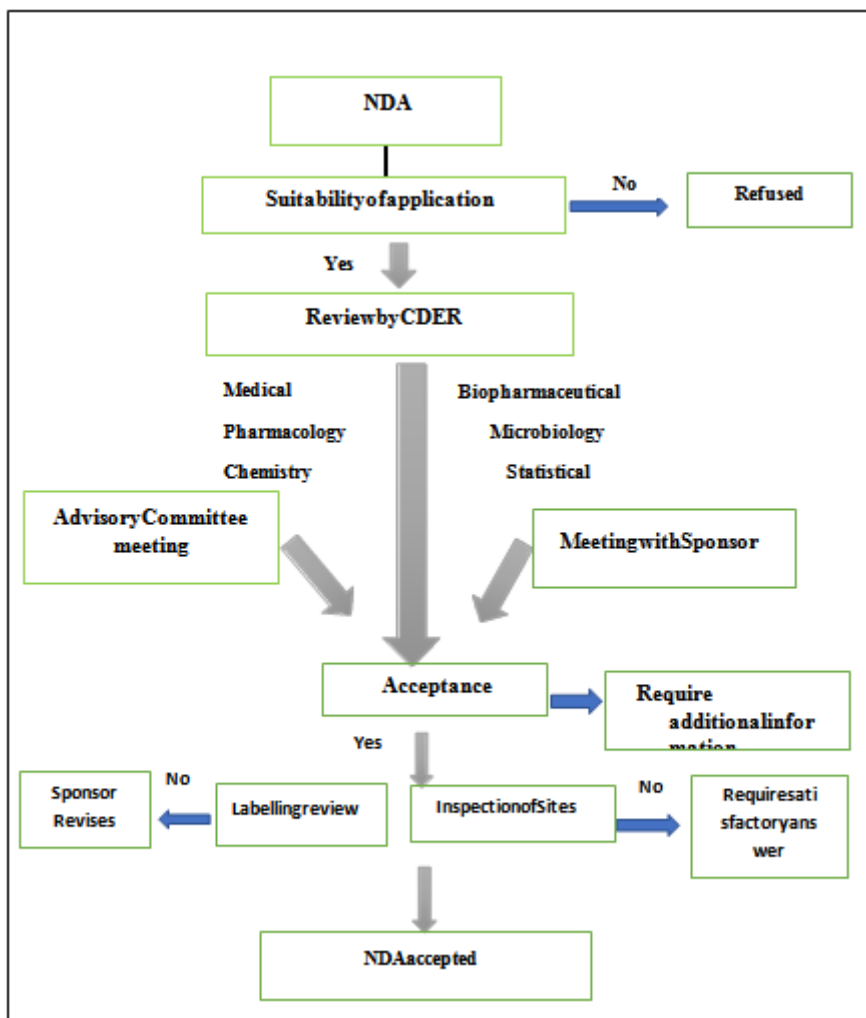 NDA
Suitabilityofapplication
No
Refused
Yes
ReviewbyCDER
Medical
Biopharmaceutical
Pharmacology
Microbiology
Chemistry
Statistical
AdvisoryCommittee
meeting
MeetingwithSponsor
Acceptance
Require
additionalinfor
mation
Yes
Sponsor
Revises
No
Labellingreview
InspectionofSites
No
Requiresati
sfactoryans
wer
NDAaccepted